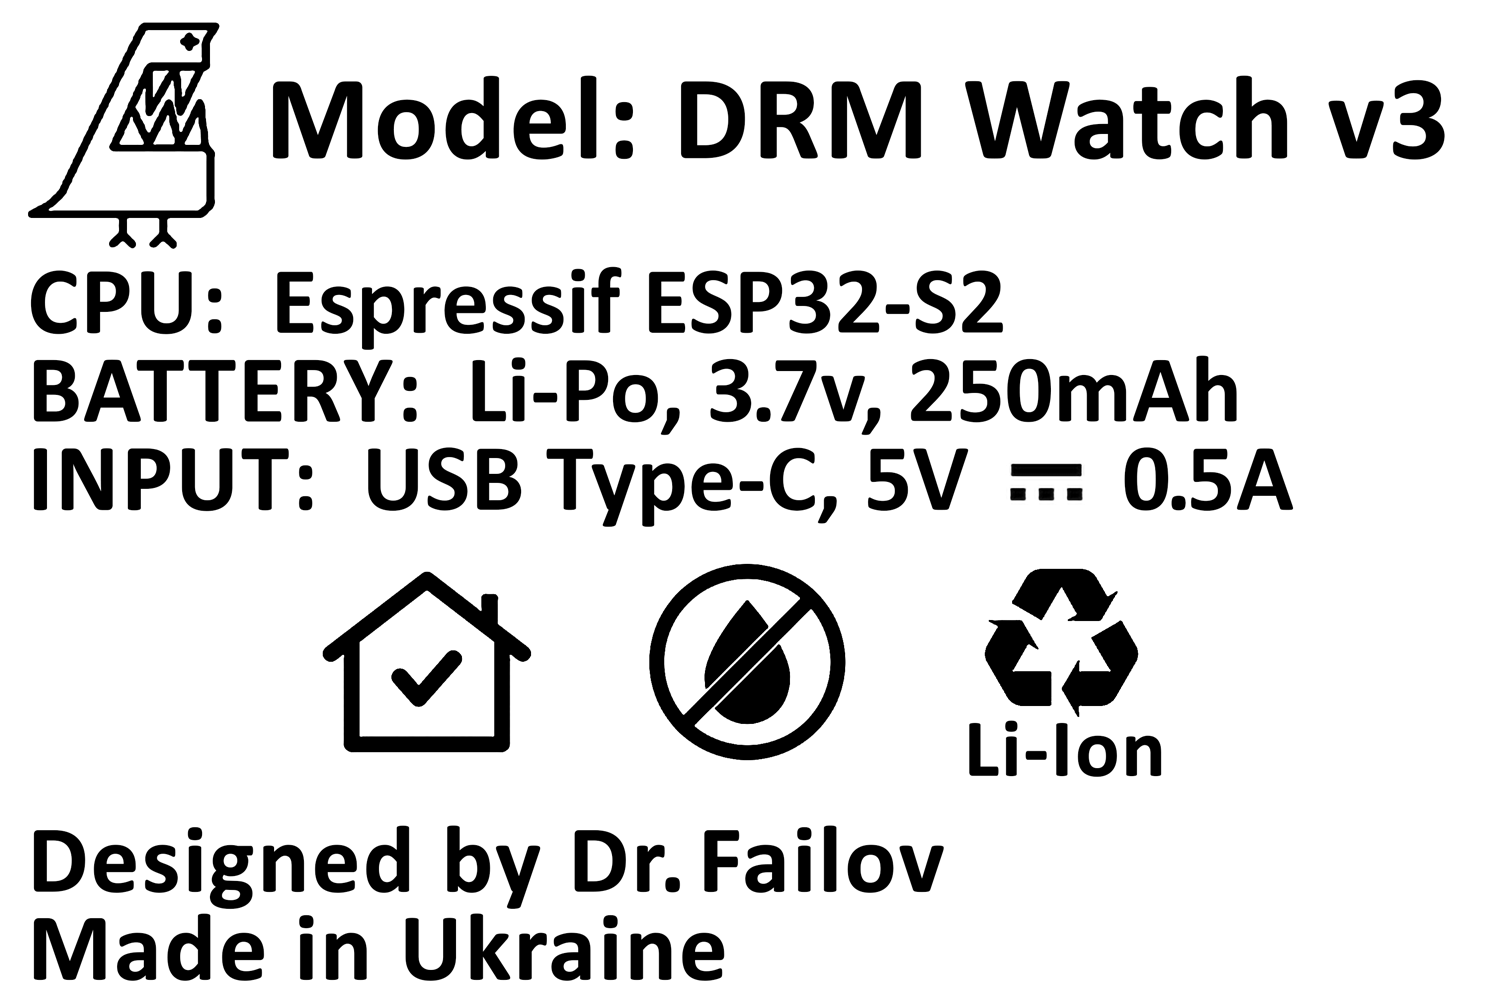 Model: DRM Watch v3
CPU: Espressif ESP32-S2
BATTERY: Li-Po, 3.7v, 250mAh
INPUT: USB Type-C, 5V ⎓ 0.5A
Li-Ion
Designed by Dr. Failov
Made in Ukraine